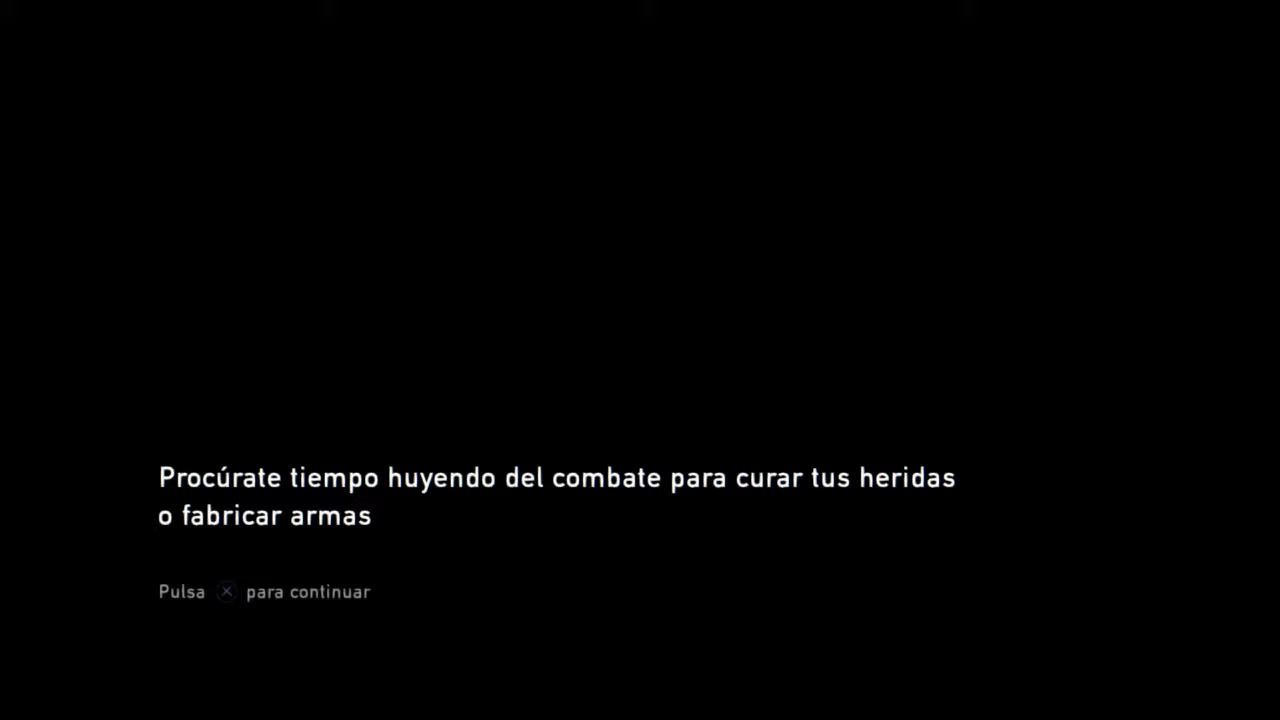 Procúrate tiempo huyendo del combate para curar tus heridas
o fabricar armas
Pulsa ⓧ para continuar